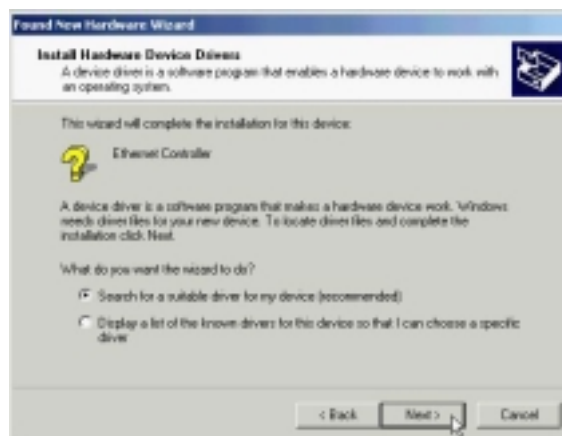 Found New Hardware Wizard
Install Hardware Device Drivers
A device driver is a software program that enables a hardware device to work with
an operating system.
This wizard will complete the installation for this device:
Ethernet Controller
A device driver is a software program that makes a hardware device work. Windows
needs driver files for your new device. To locate driver files and complete the
installation click Next.
What do you want the wizard to do?
Search for a suitable driver for my device (recommended)
Display a list of the known drivers for this device so that I can choose a specific
driver
< Back
Next >
Cancel